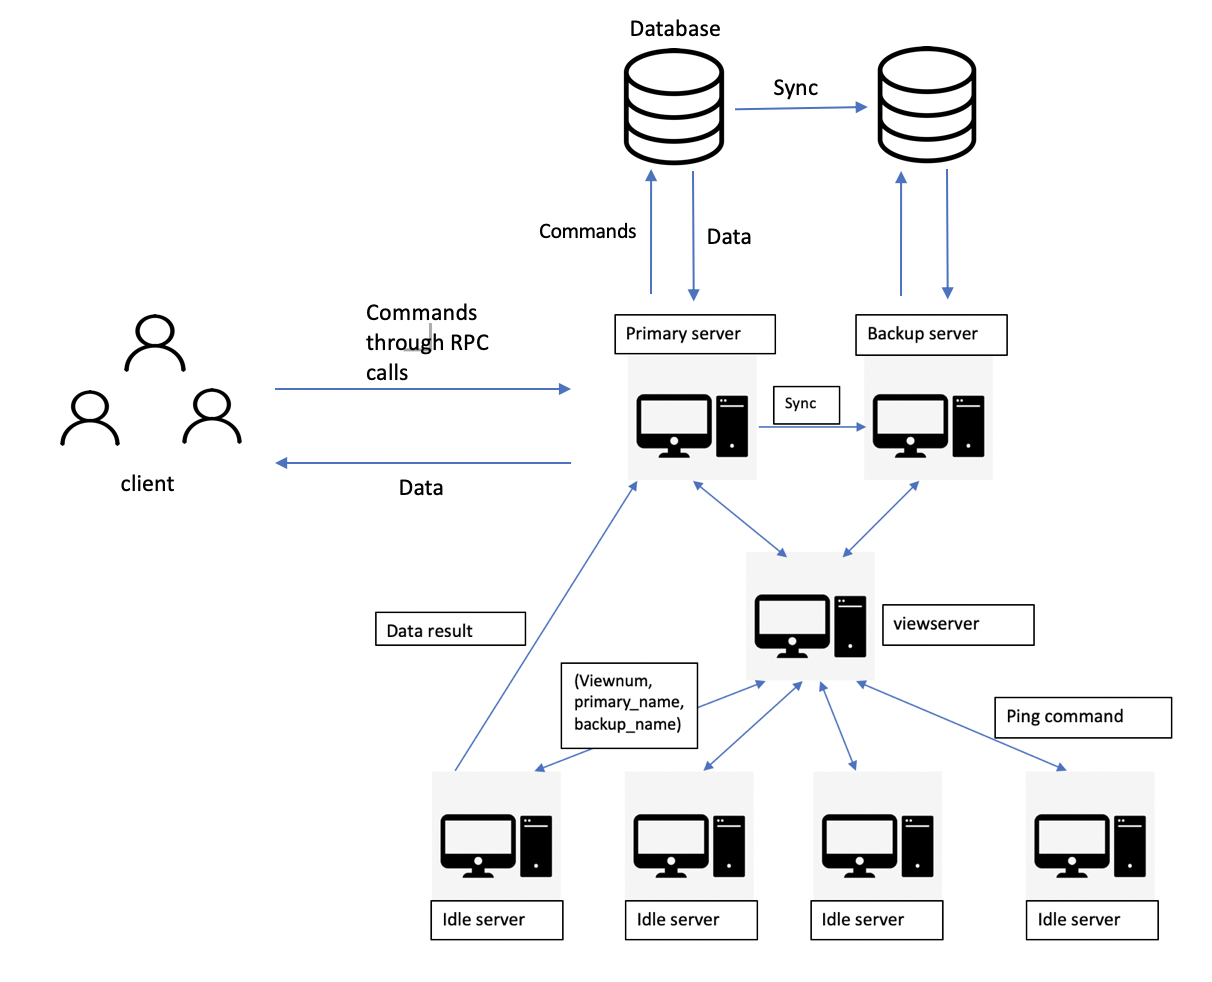 Database
Sync
Commands
Data
Commands
through RPC
calls
Primary server
Backup server
Sync
client
Data
Data result
viewserver
(Viewnum,
primary_name,
backup_name)
Ping command
Idle server
Idle server
Idle server
Idle server